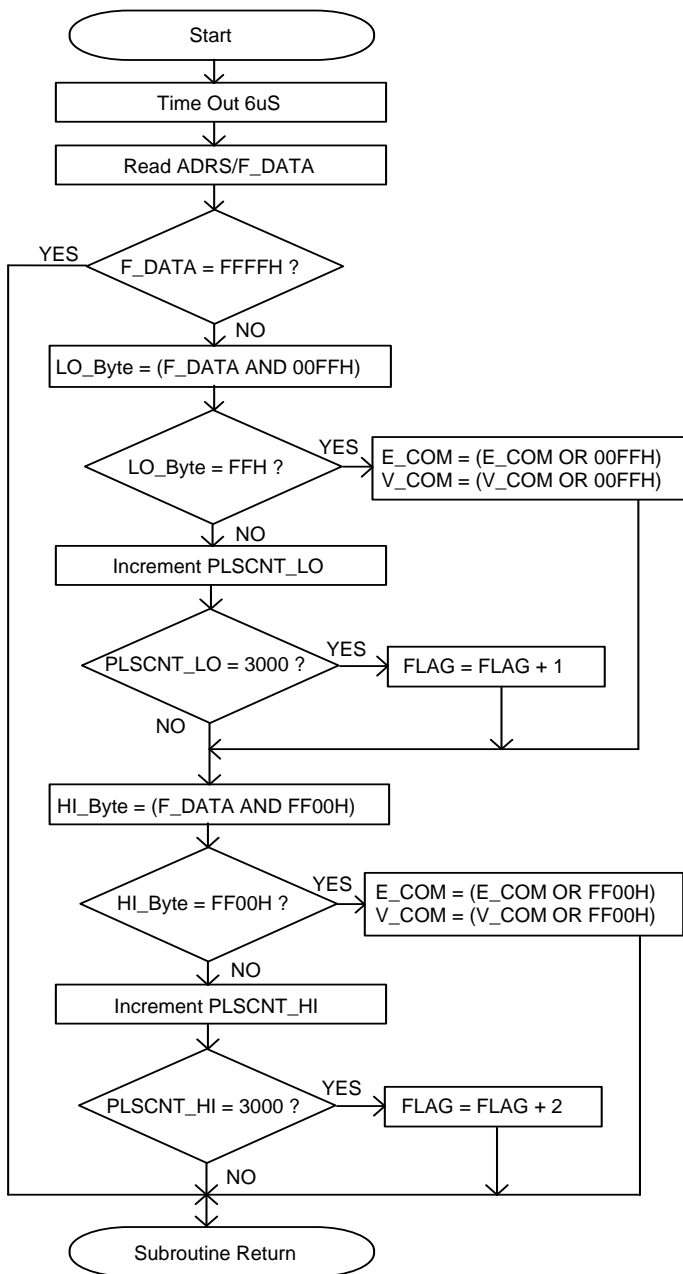 Start
Time Out 6uS
Read ADRS/F_DATA
YES
F_DATA = FFFFH ?
NO
LO_Byte = (F_DATA AND 00FFH)
YES
LO_Byte = FFH ?
E_COM = (E_COM OR 00FFH)
V_COM = (V_COM OR 00FFH)
NO
Increment PLSCNT_LO
YES
PLSCNT_LO = 3000 ?
FLAG = FLAG + 1
NO
HI_Byte = (F_DATA AND FF00H)
YES
HI_Byte = FF00H ?
E_COM = (E_COM OR FF00H)
V_COM = (V_COM OR FF00H)
NO
Increment PLSCNT_HI
YES
PLSCNT_HI = 3000 ?
FLAG = FLAG + 2
NO
Subroutine Return